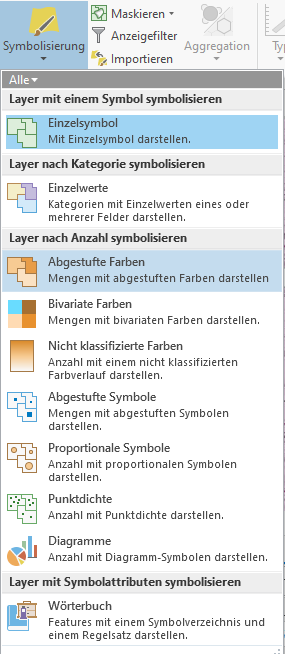 Symbolisierung
Maskieren
Anzeigefilter
Importieren
Aggregation
Alle
Layer mit einem Symbol symbolisieren
Einzelsymbol
Mit Einzelsymbol darstellen.
Layer nach Kategorie symbolisieren
Einzelwerte
Kategorien mit Einzelwerten eines oder
mehrerer Felder darstellen.
Layer nach Anzahl symbolisieren
Abgestufte Farben
Mengen mit abgestuften Farben darstellen
Bivariate Farben
Mengen mit bivariaten Farben darstellen.
Nicht klassifizierte Farben
Anzahl mit einem nicht klassifizierten
Farbverlauf darstellen.
Abgestufte Symbole
Mengen mit abgestuften Symbolen
darstellen.
Proportionale Symbole
Anzahl mit proportionalen Symbolen
darstellen.
Punktdichte
Anzahl mit Punktdichte darstellen.
Diagramme
Anzahl mit Diagramm-Symbolen darstellen.
Layer mit Symbolattributen symbolisieren
Wörterbuch
Features mit einem Symbolverzeichnis und
einem Regelsatz darstellen.